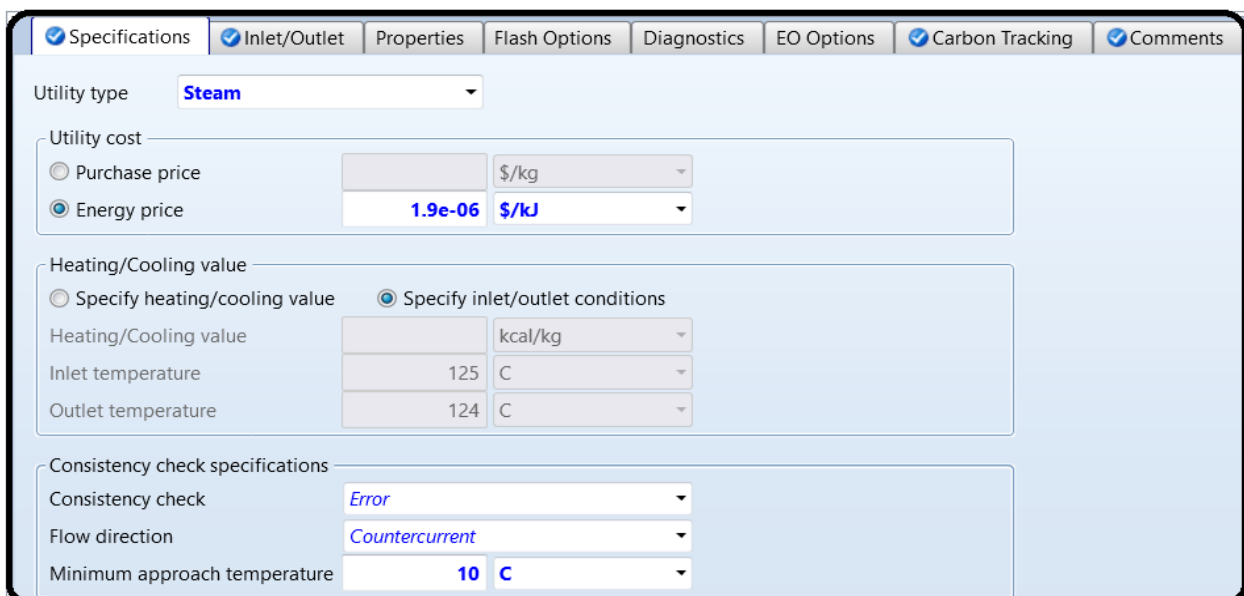 Specifications Inlet/Outlet Properties Flash Options Diagnostics EO Options Carbon Tracking Comments
Utility type Steam
Utility cost
Purchase price $/kg
Energy price 1.9e-06 $/kJ
Heating/Cooling value
Specify heating/cooling value Specify inlet/outlet conditions
Heating/Cooling value kcal/kg
Inlet temperature 125 C
Outlet temperature 124 C
Consistency check specifications
Consistency check Error
Flow direction Countercurrent
Minimum approach temperature 10 C